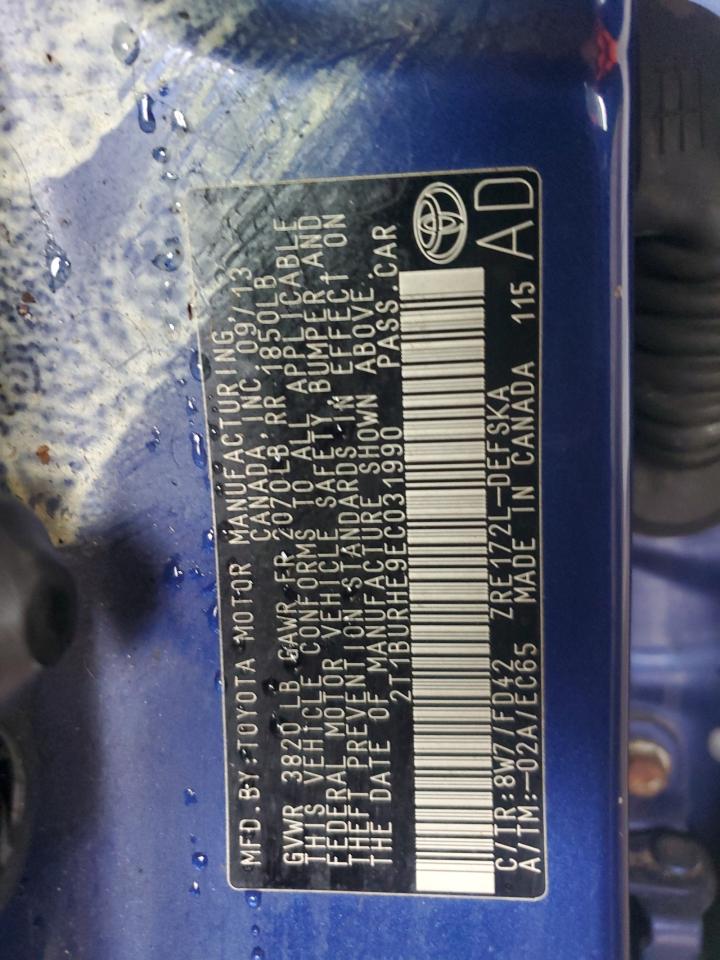 MFD.BY:TOYOTA MOTOR MANUFACTURING,
CANADA, INC. 09/13
GVWR 3820 LB GAWR FR 2070LB, RR 1850LB
THIS VEHICLE CONFORMS TO ALL APPLICABLE
FEDERAL MOTOR VEHICLE SAFETY, BUMPER AND
THEFT PREVENTION STANDARDS IN EFFECT ON
THE DATE OF MANUFACTURE SHOWN ABOVE.
2T1BURHE9EC031990 PASS.CAR
C/TR:8W7/FD42 ZRE172L-DEFSKA
A/TM:-02A/EC65 MADE IN CANADA 115
AD